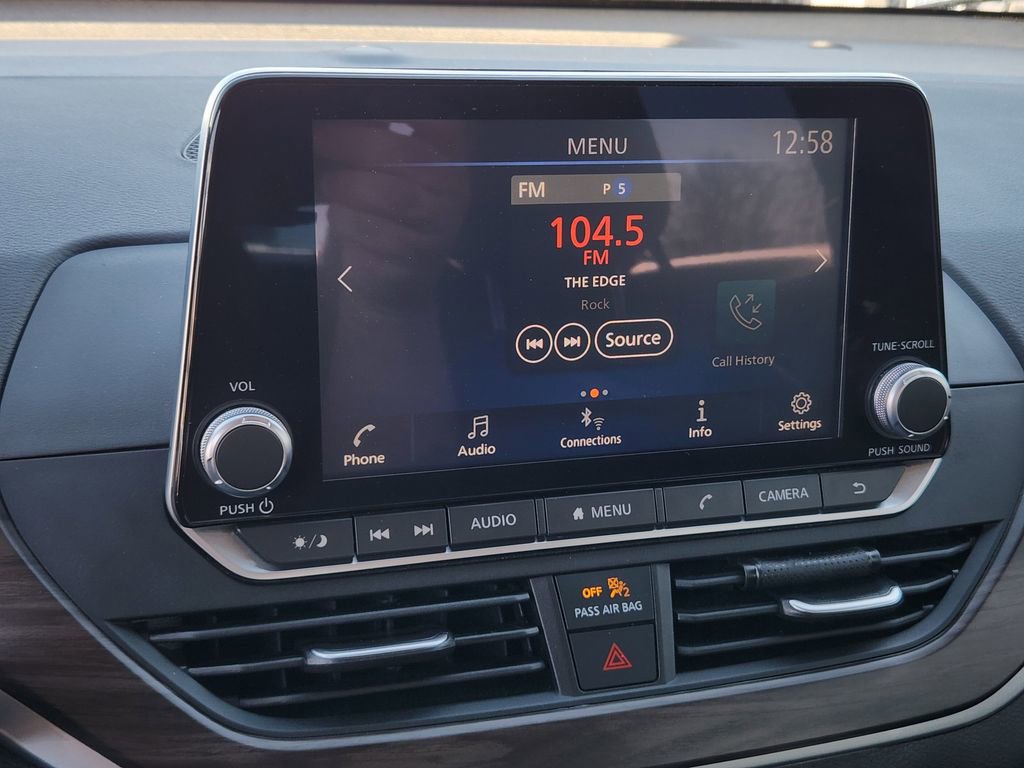 MENU
12:58
FM P 5
104.5
FM
THE EDGE
Rock
Source
Call History
Phone
Audio
Connections
Info
Settings
VOL
PUSH
TUNE-SCROLL
PUSH SOUND
AUDIO
MENU
CAMERA
OFF 2
PASS AIR BAG